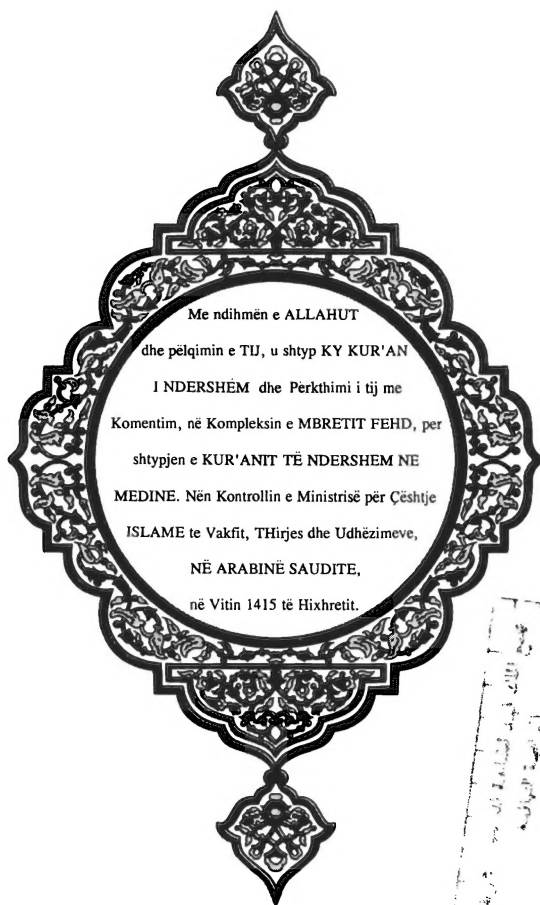 Me ndihmën e ALLAHUT
dhe pëlqimin e TIJ, u shtyp KY KUR'AN
I NDERSHËM dhe Përkthimi i tij me
Komentim, në Kompleksin e MBRETIT FEHD, per
shtypjen e KUR'ANIT TË NDERSHEM NE
MEDINE. Nën Kontrollin e Ministrisë për Çështje
ISLAME te Vakfit, THirjes dhe Udhëzimeve,
NË ARABINË SAUDITE,
në Vitin 1415 të Hixhretit.